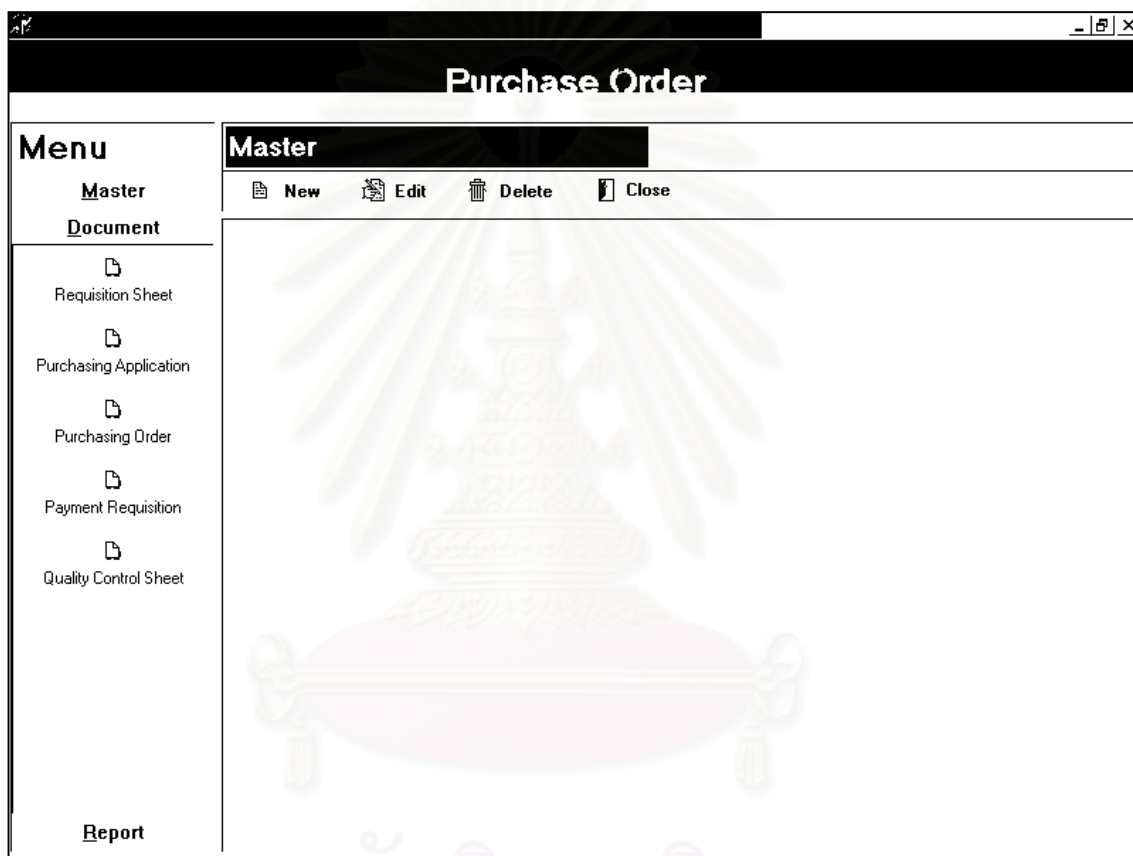 Purchase Order
Menu
Master
Document
Requisition Sheet
Purchasing Application
Purchasing Order
Payment Requisition
Quality Control Sheet
Report
Master
New Edit Delete Close